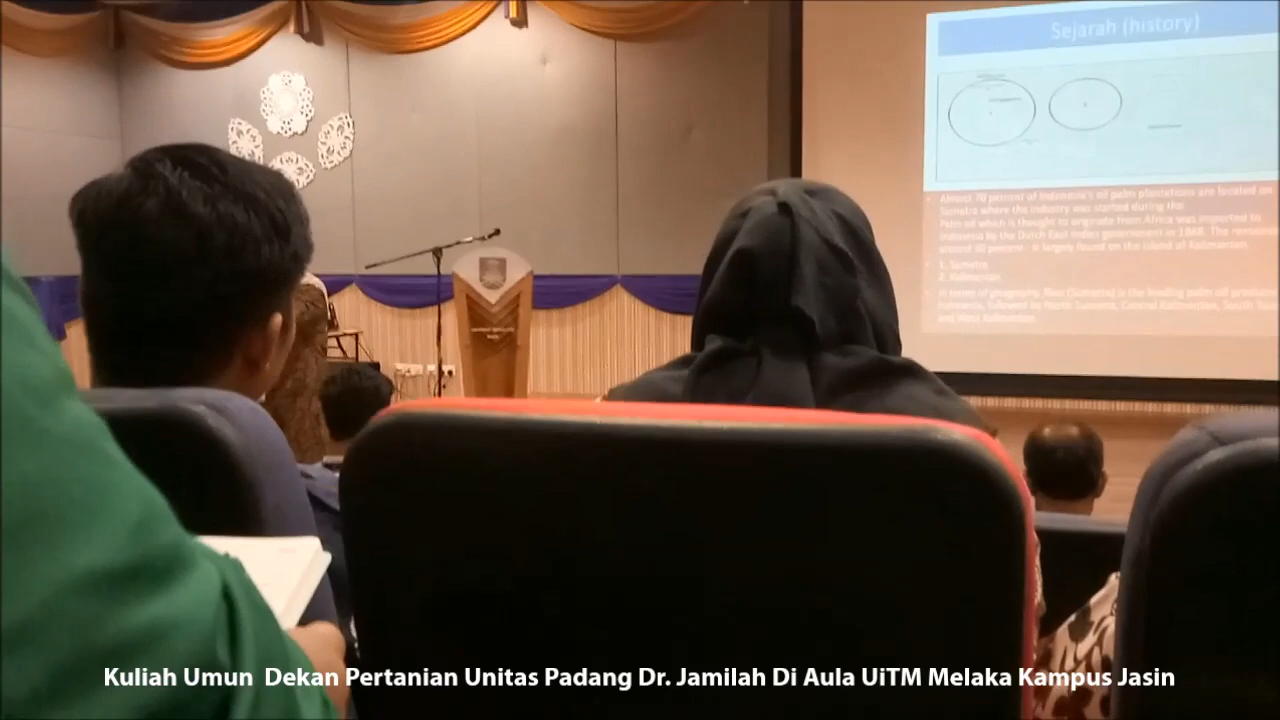 Sejarah (history)
Almost 70 percent of Indonesia's oil palm plantations are located on
Sumatra where the industry was started during the
Palm oil which is thought to originate from Africa was imported to
Indonesia by the Dutch East Indies government in 1848. The remaining
around 30 percent - is largely found on the island of Kalimantan.
1. Sumatra
2. Kalimantan
In terms of geography, Riau (Sumatra) is the leading palm oil producing
followed by North Sumatra, Central Kalimantan, South
and West Kalimantan
Kuliah Umun Dekan Pertanian Unitas Padang Dr. Jamilah Di Aula UiTM Melaka Kampus Jasin